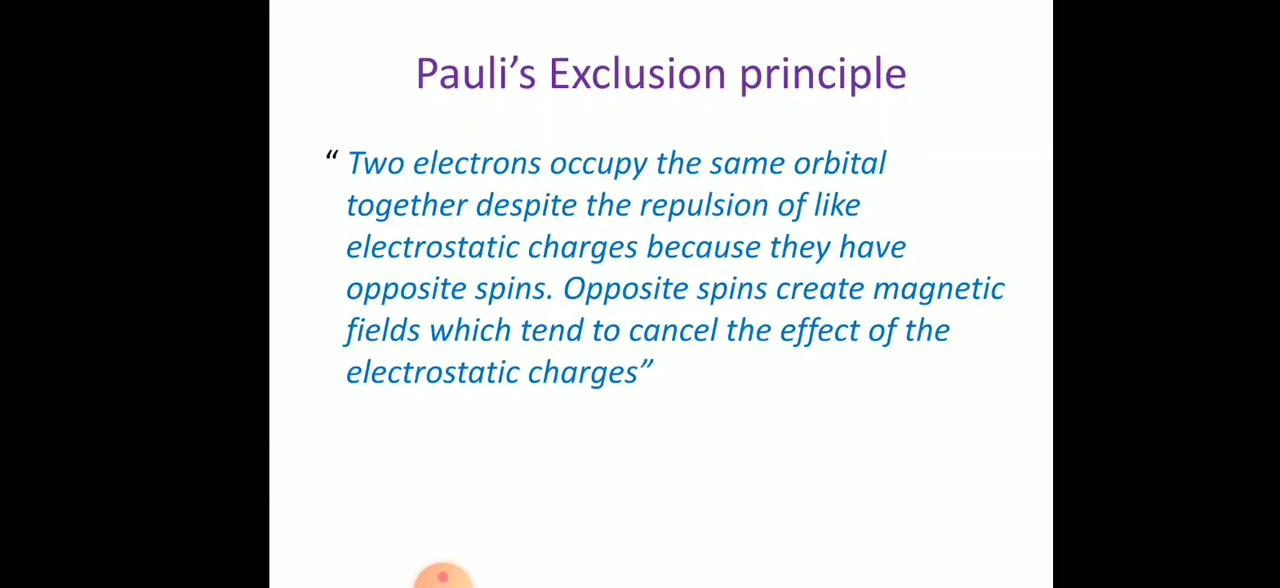 Pauli’s Exclusion principle
“ Two electrons occupy the same orbital
together despite the repulsion of like
electrostatic charges because they have
opposite spins. Opposite spins create magnetic
fields which tend to cancel the effect of the
electrostatic charges”